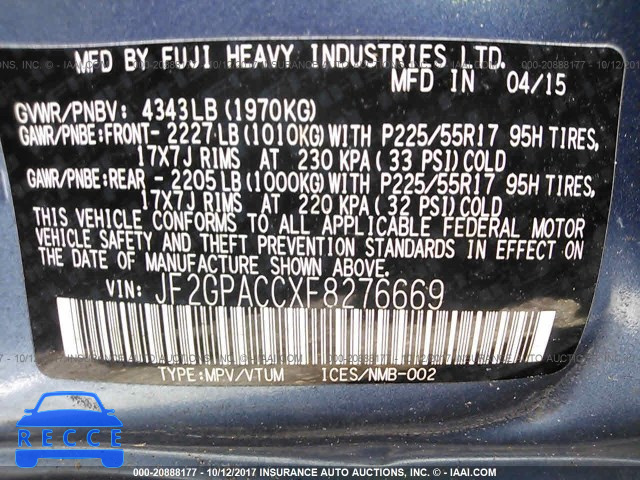 MFD BY FUJI HEAVY INDUSTRIES LTD.
MFD IN 04/15
GVWR/PNBV: 4343LB(1970KG)
GAWR/PNBE:FRONT- 2227LB(1010KG)WITH P225/55R17 95H TIRES,
17X7J RIMS AT 230 KPA( 33 PSI)COLD
GAWR/PNBE:REAR - 2205LB(1000KG)WITH P225/55R17 95H TIRES,
17X7J RIMS AT 220 KPA( 32 PSI)COLD
THIS VEHICLE CONFORMS TO ALL APPLICABLE FEDERAL MOTOR
VEHICLE SAFETY AND THEFT PREVENTION STANDARDS IN EFFECT ON
THE DATE OF MANUFACTURE SHOWN ABOVE.
VIN: JF2GPACCXF8276669
TYPE:MPV/VTUM ICES/NMB-002
EPCCAR.RU
000-20888177 - 10/12/2017 INSURANCE AUTO AUCTIONS, INC. © - IAAI.COM